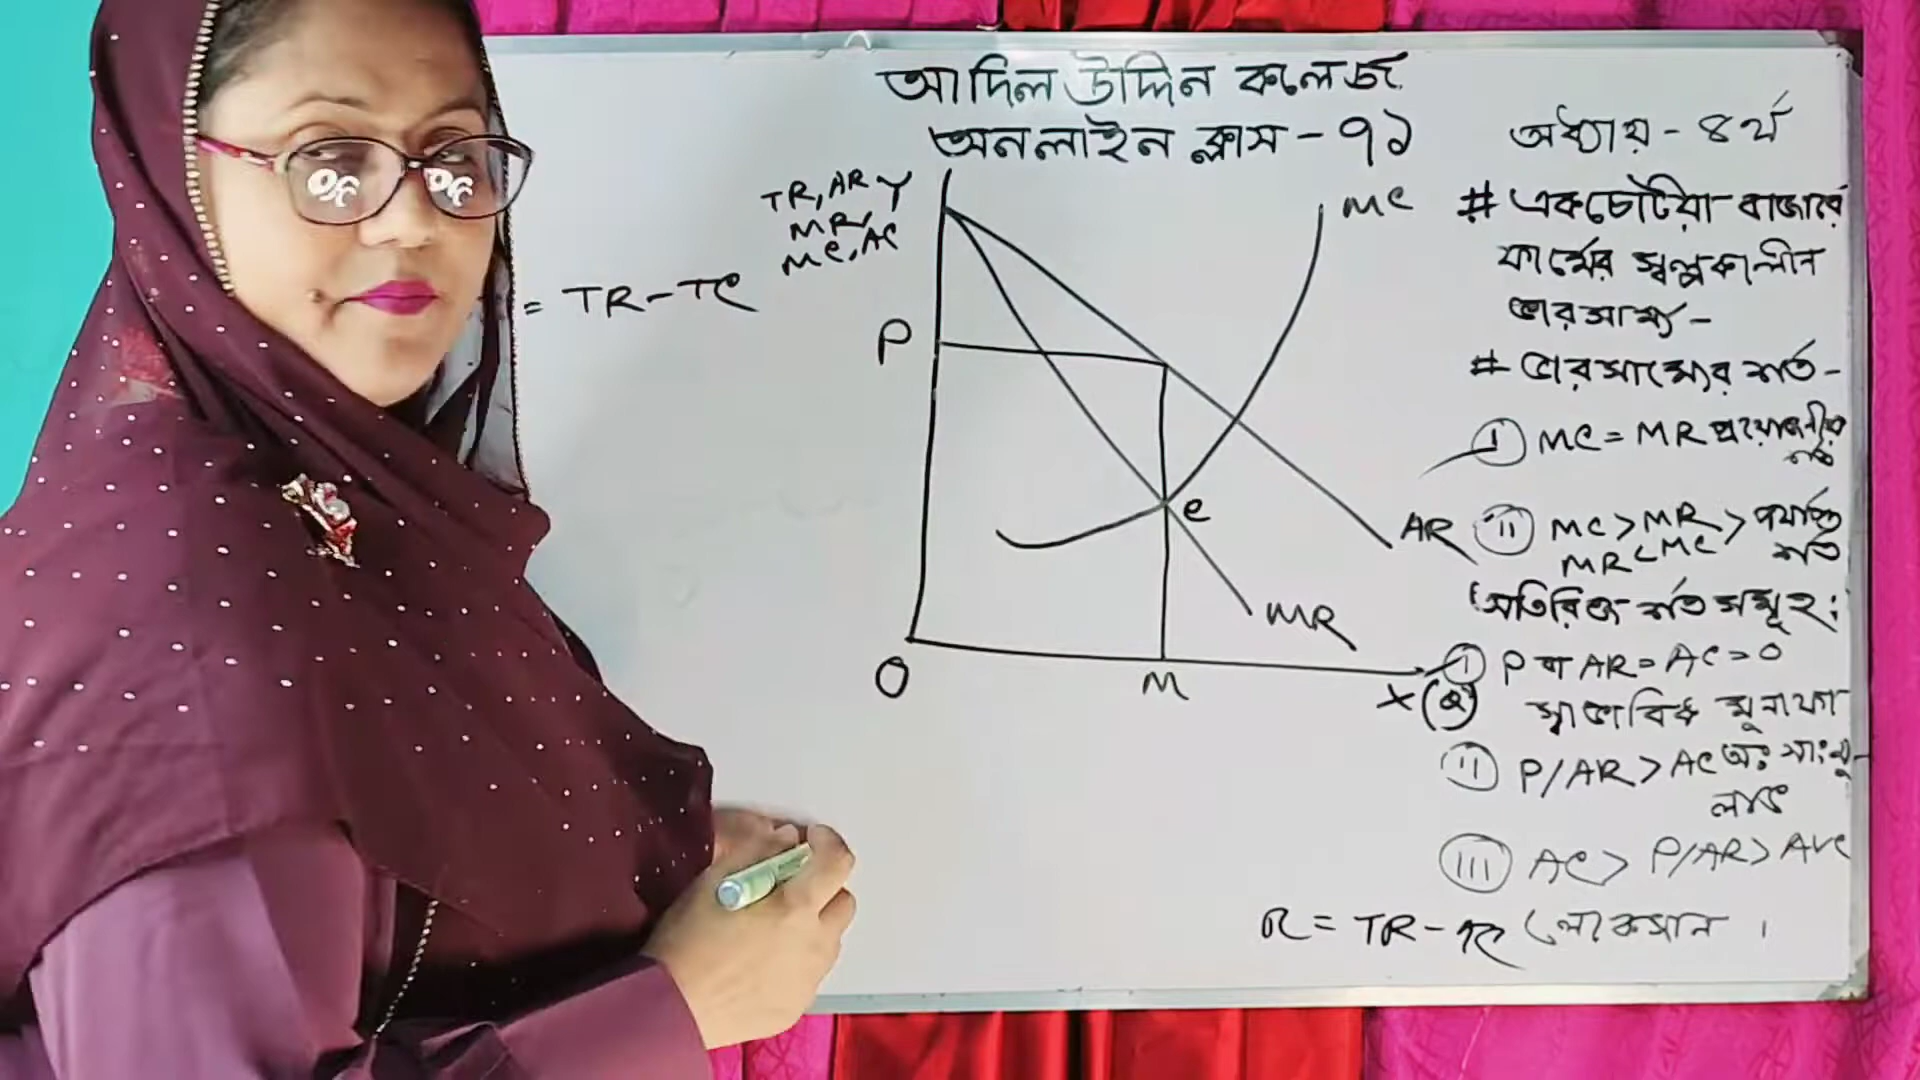 আদিল উদ্দিন কলেজ
অনলাইন ক্লাস - ৭১
অধ্যায় - ৪র্থ
# একচেটিয়া বাজারে
ফার্মের স্বল্পকালীন
ভারসাম্য -
# ভারসাম্যের শর্ত -
I MC = MR প্রয়োজনীয়
শর্ত
II MC > MR > পর্যাপ্ত
MR < MC শর্ত
অতিরিক্ত শর্ত সমূহ :
I P বা AR = AC = 0
স্বাভাবিক মুনাফা
II P/AR > AC
III AC > P/AR > AVC
= TR - লোকসান ।
= TR - TC
TR, AR Y
MR,
MC, AC
P
O
M
X (Q)
MC
e
AR
MR